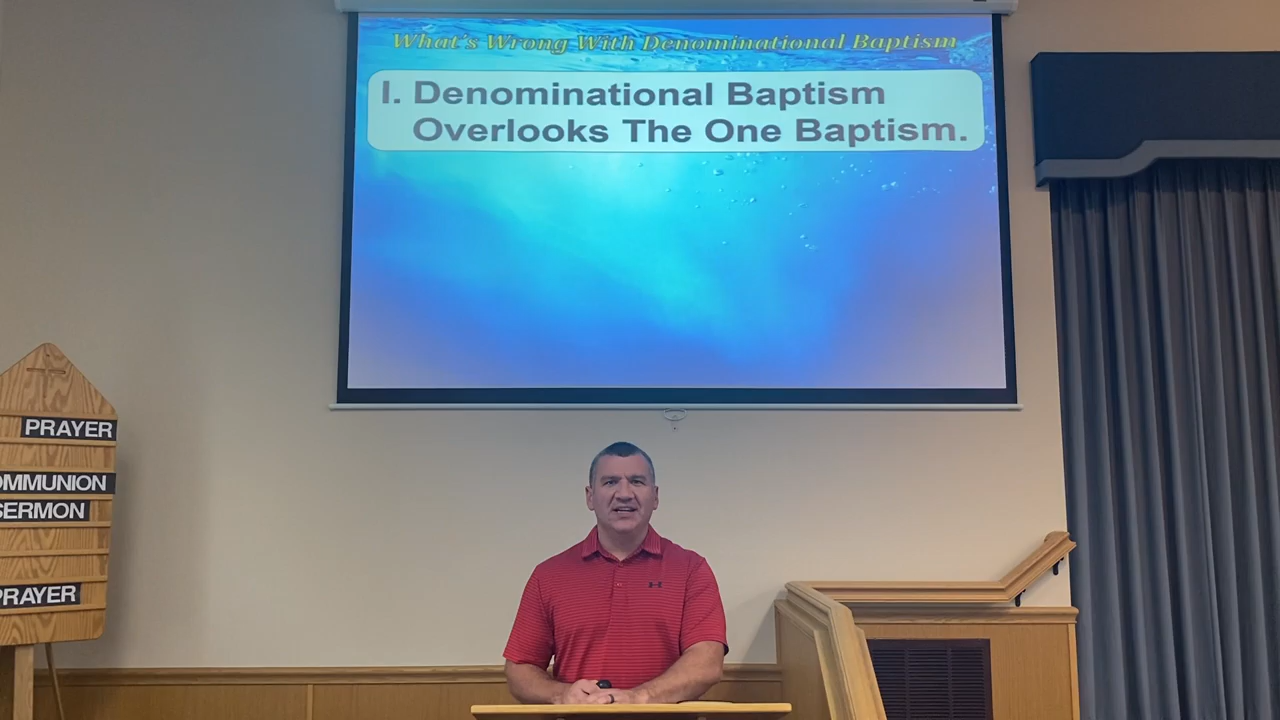 What's Wrong With Denominational Baptism
I. Denominational Baptism
Overlooks The One Baptism.
PRAYER
OMMUNION
SERMON
PRAYER